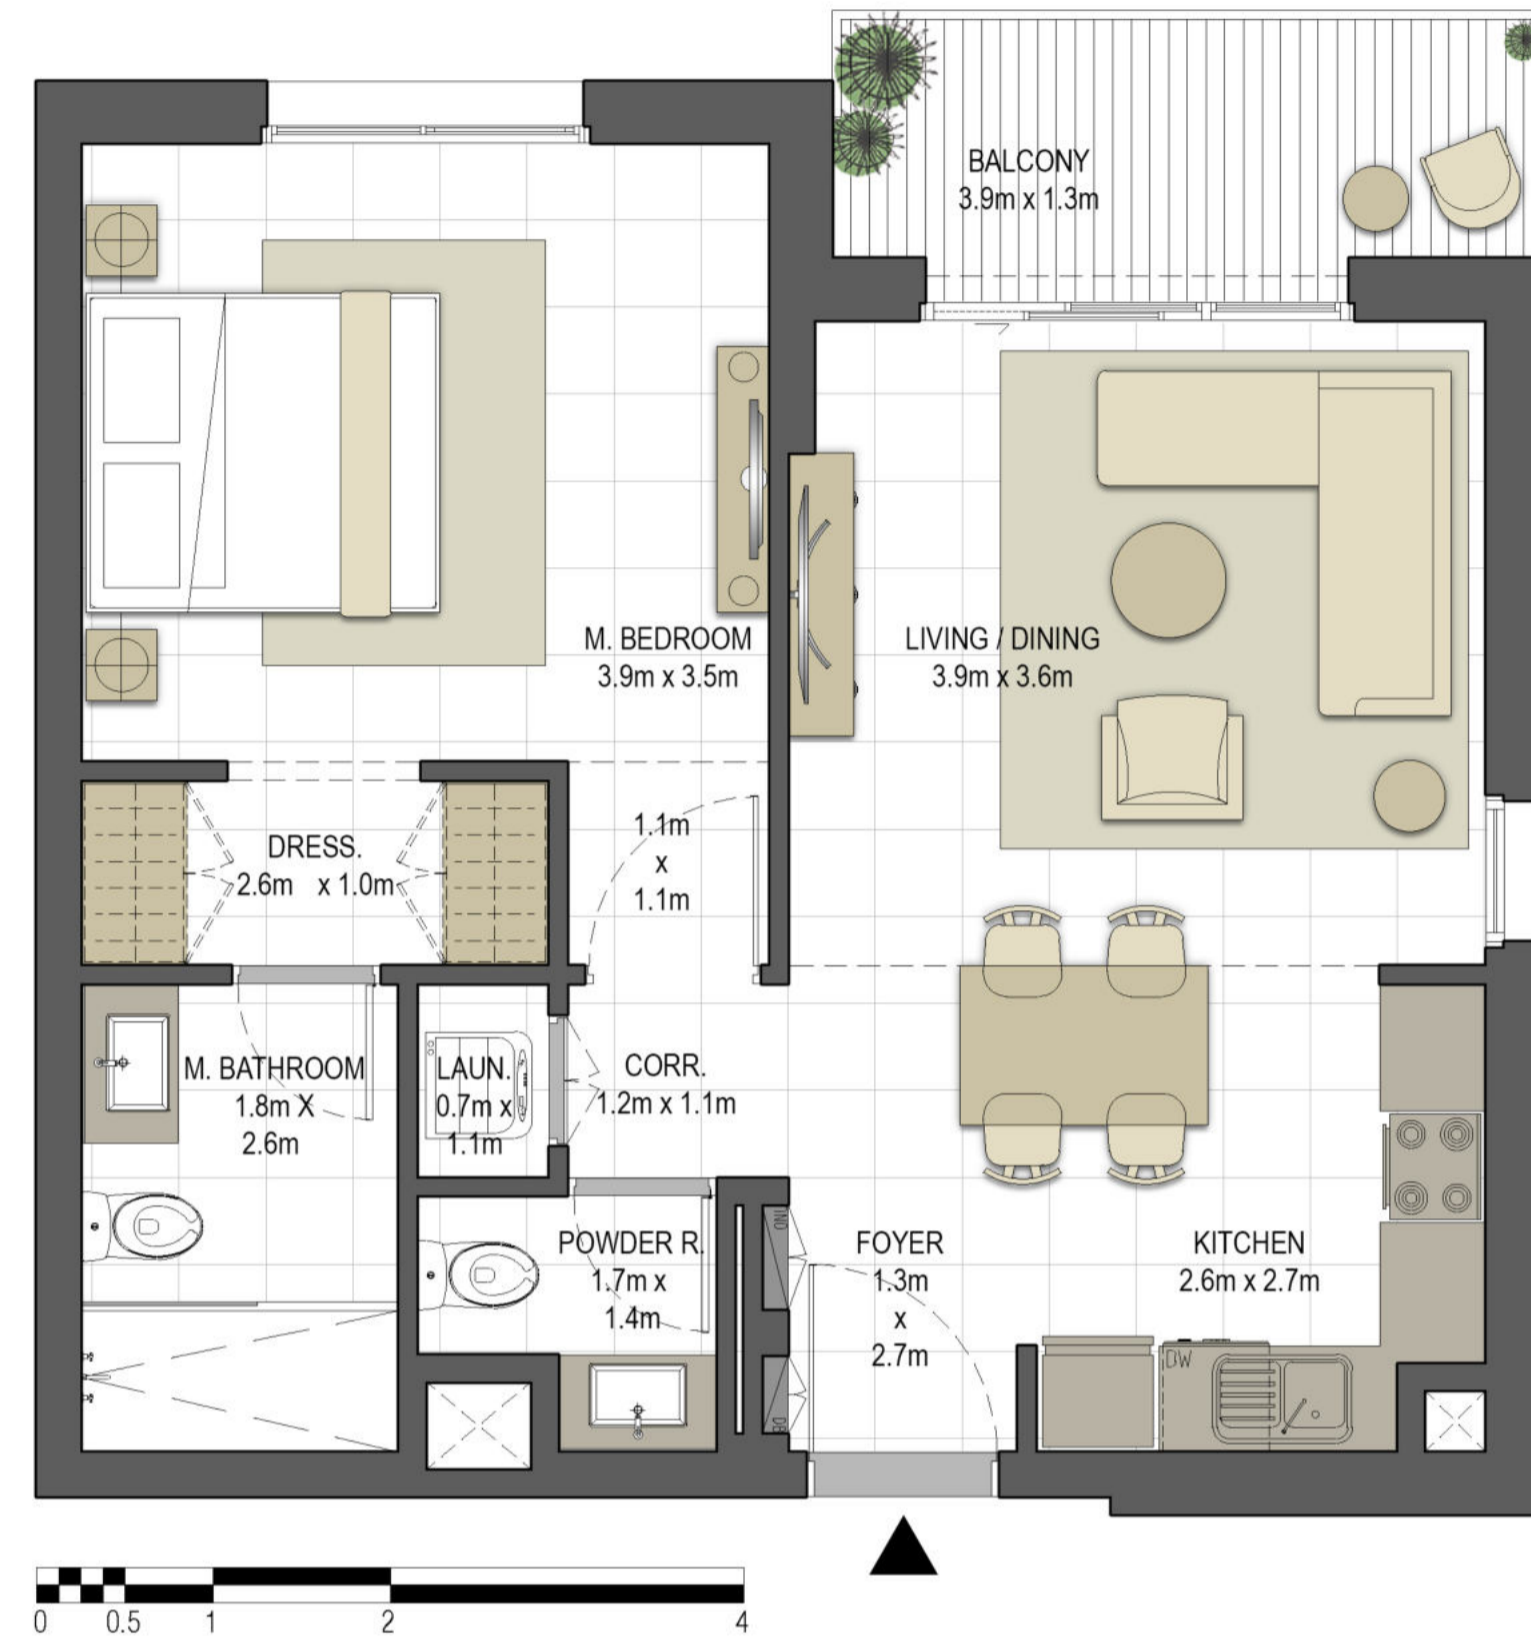 BALCONY
3.9m x 1.3m
M. BEDROOM
3.9m x 3.5m
LIVING / DINING
3.9m x 3.6m
DRESS.
2.6m x 1.0m
1.1m
x
1.1m
M. BATHROOM
1.8m X
2.6m
LAUN.
0.7m x
1.1m
CORR.
1.2m x 1.1m
POWDER R.
1.7m x
1.4m
FOYER
1.3m
x
2.7m
KITCHEN
2.6m x 2.7m
DW
DB
0 0.5 1 2 4